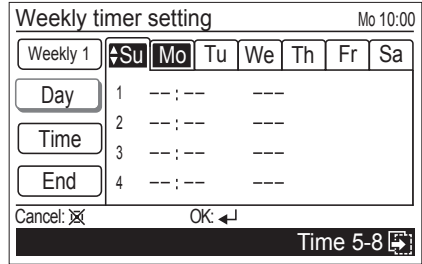 Weekly timer setting Mo 10:00
Weekly 1 Su Mo Tu We Th Fr Sa
Day 1 --:-- ---
2 --:-- ---
Time 3 --:-- ---
End 4 --:-- ---
Cancel: OK:
Time 5-8